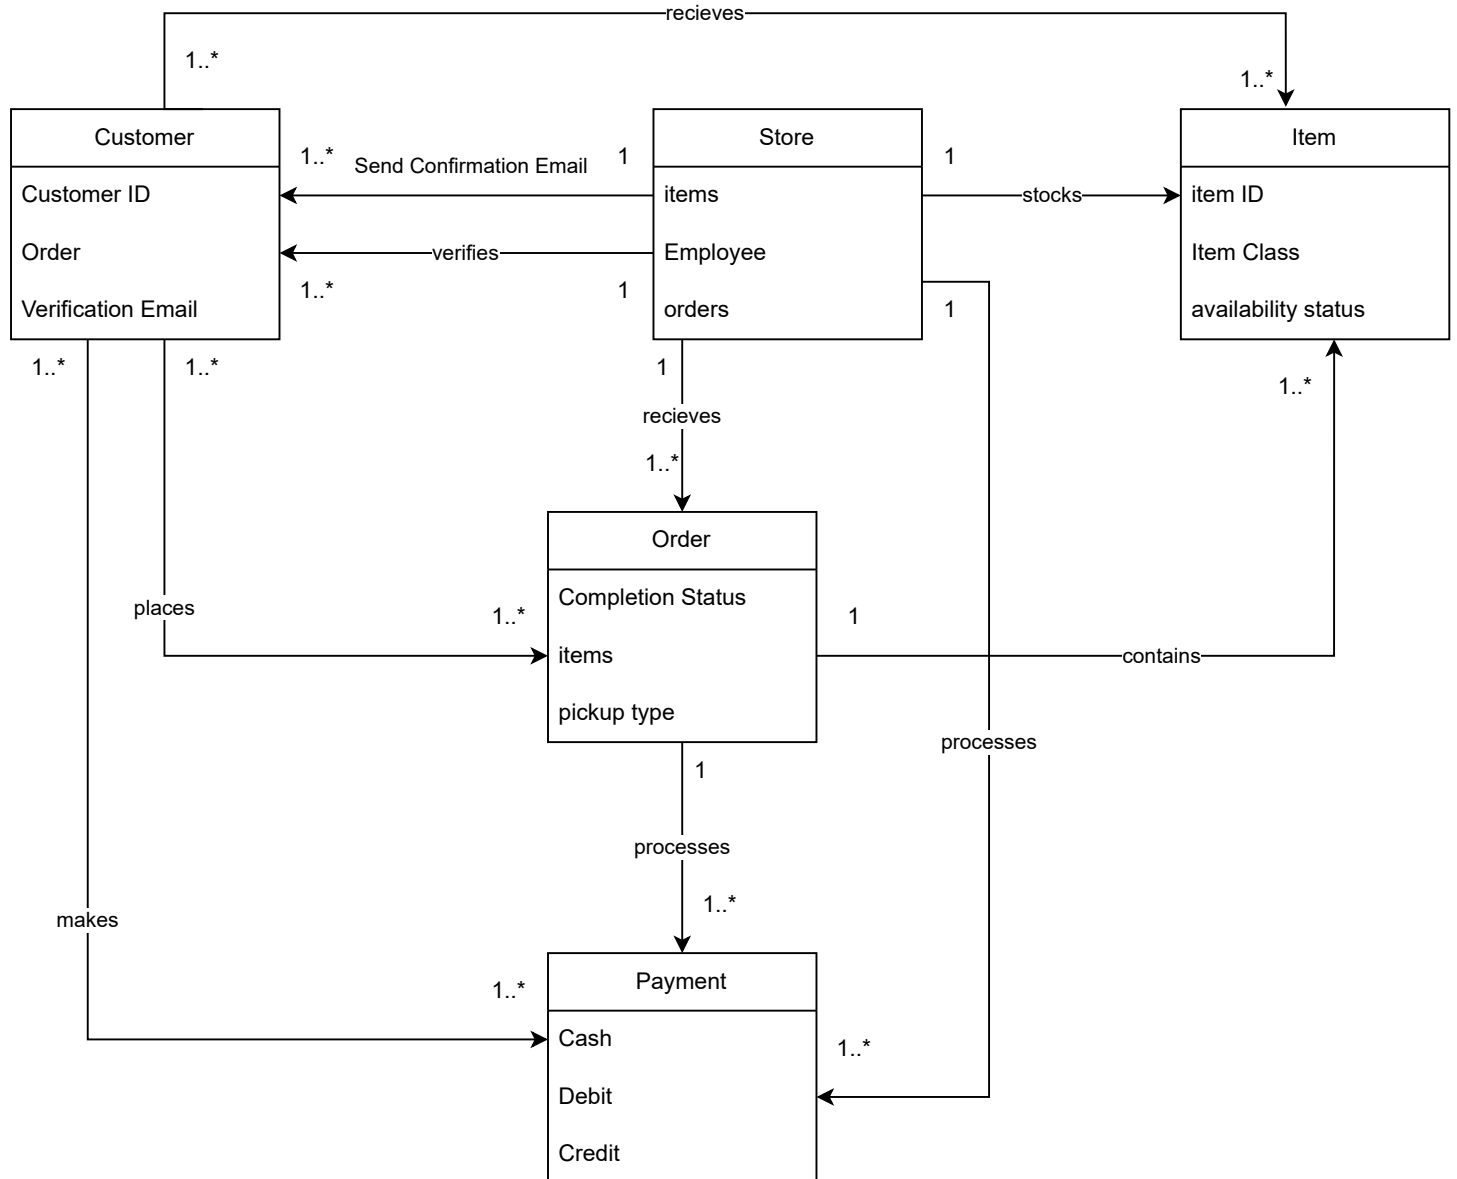 recieves
1..*
1..*
Customer
Store
Item
1..*
Send Confirmation Email
1
1
Customer ID
items
stocks
item ID
Order
verifies
Employee
Item Class
1..*
1
Verification Email
orders
1
availability status
1..*
1..*
1
1..*
recieves
1..*
Order
Completion Status
places
1..*
1
items
contains
pickup type
processes
1
processes
1..*
makes
Payment
1..*
Cash
1..*
Debit
Credit